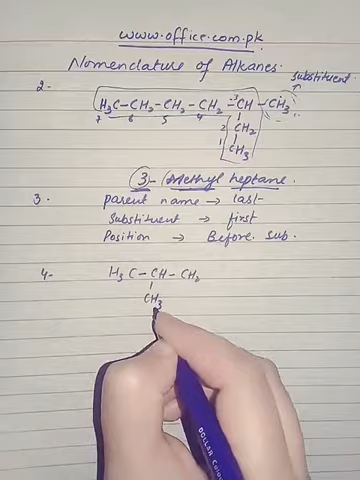 www.office.com.pk
Nomenclature of Alkanes.
substituent
2-
H3C-CH2-CH2-CH2-CH-CH3
7 6 5 4 3
2 CH2
1 CH3
3-Methyl heptane.
3. parent name → last
substituent → first
Position → Before sub.
4- H3C-CH-CH2
CH3
DOLLAR